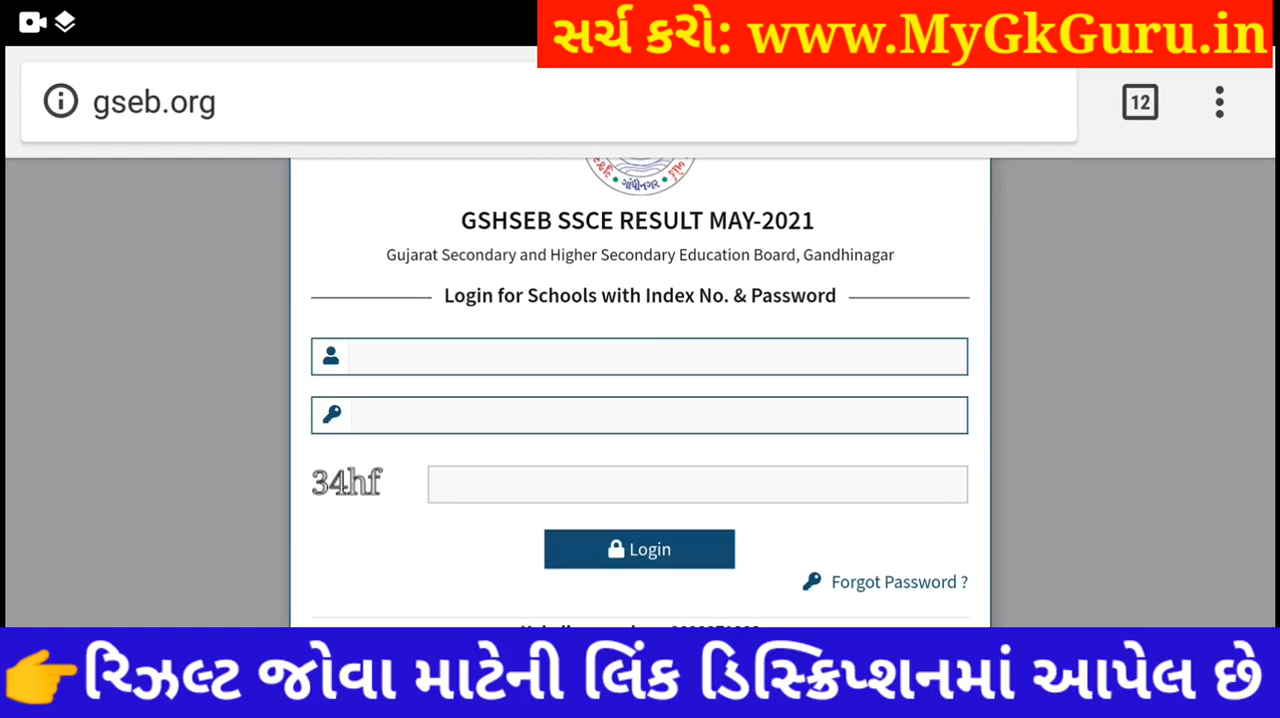 સર્ચ કરો: www.MyGkGuru.in
gseb.org
12
ગાંધીનગર
GSHSEB SSCE RESULT MAY-2021
Gujarat Secondary and Higher Secondary Education Board, Gandhinagar
Login for Schools with Index No. & Password
34hf
Login
Forgot Password ?
રિઝલ્ટ જોવા માટેની લિંક ડિસ્ક્રિપ્શનમાં આપેલ છે